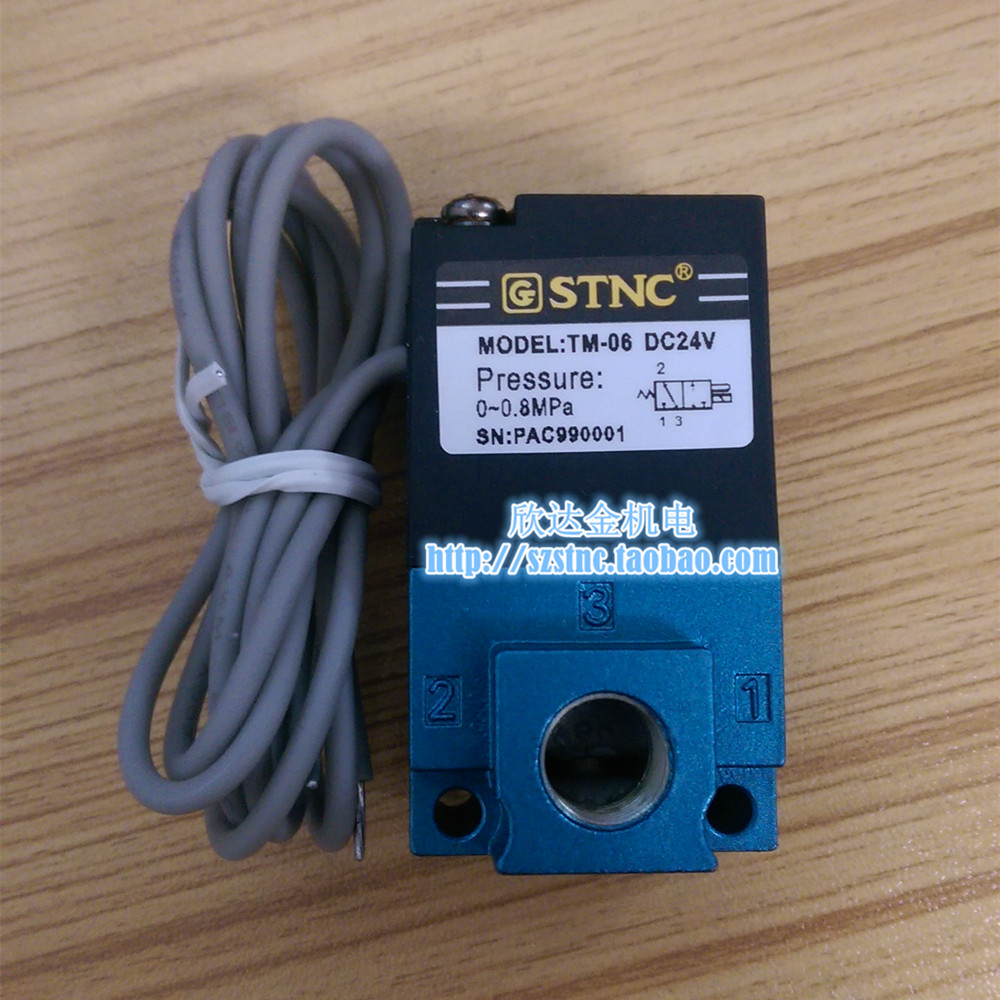 G STNC®
MODEL:TM-06 DC24V
Pressure:
0~0.8MPa
SN:PAC990001
2
1 3
欣达金机电
http://szstnc.taobao.com
3
2
1